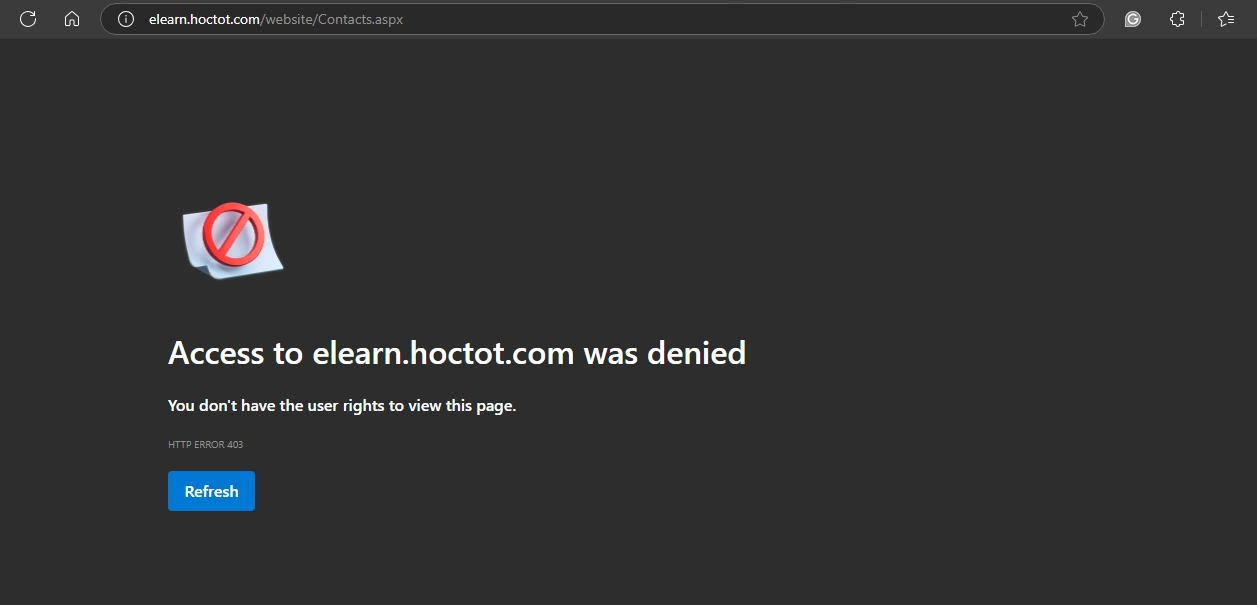 elearn.hoctot.com/website/Contacts.aspx
Access to elearn.hoctot.com was denied
You don't have the user rights to view this page.
HTTP ERROR 403
Refresh